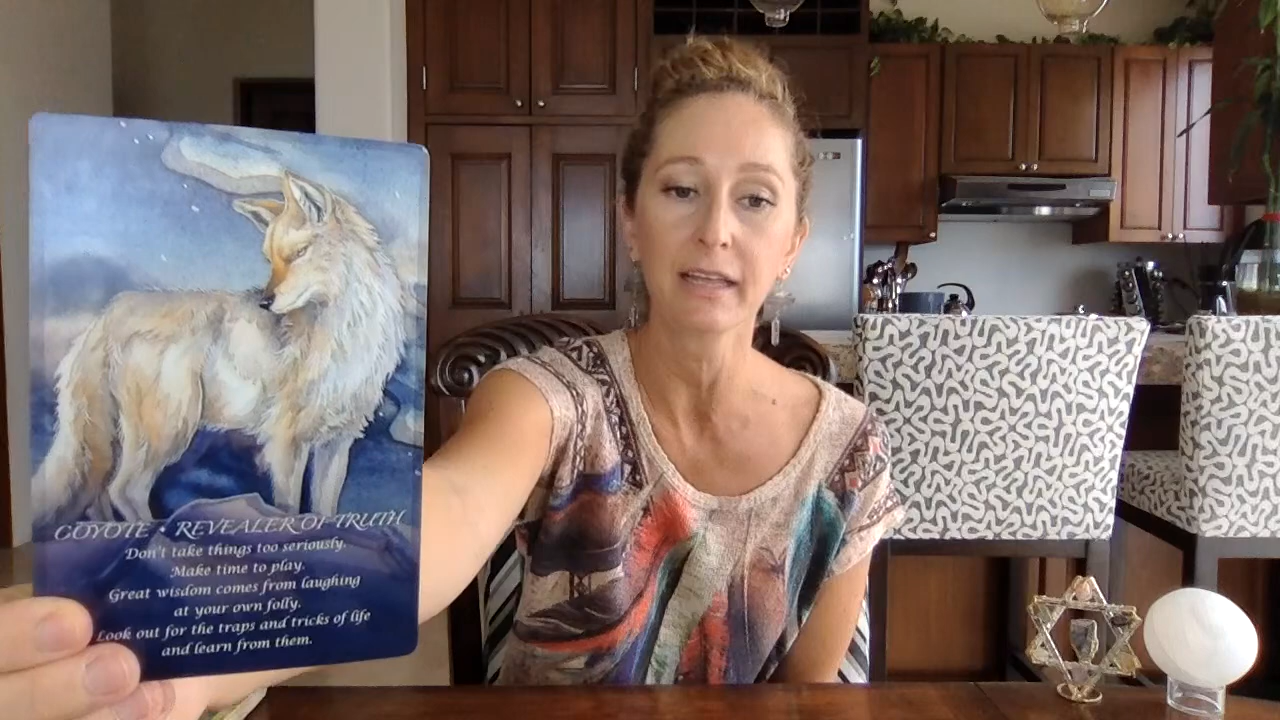 COYOTE • REVEALER OF TRUTH
Don't take things too seriously.
Make time to play.
Great wisdom comes from laughing
at your own folly.
Look out for the traps and tricks of life
and learn from them.